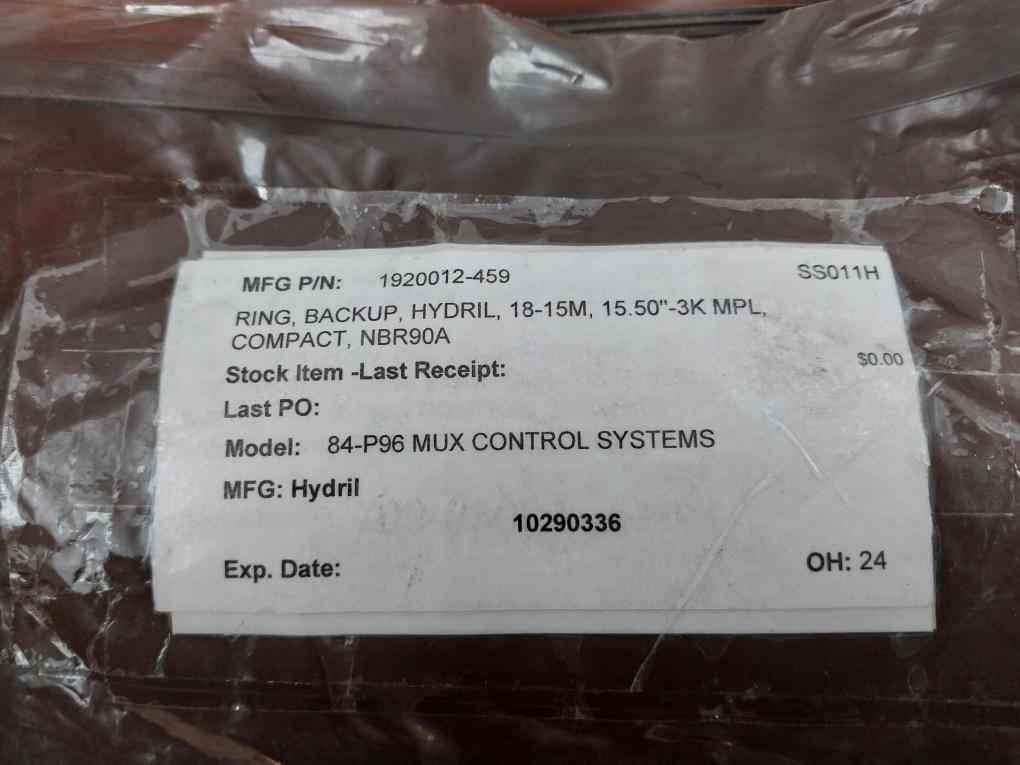 MFG P/N: 1920012-459 SS011H
RING, BACKUP, HYDRIL, 18-15M, 15.50"-3K MPL,
COMPACT, NBR90A
Stock Item -Last Receipt: $0.00
Last PO:
Model: 84-P96 MUX CONTROL SYSTEMS
MFG: Hydril
10290336
Exp. Date: OH: 24